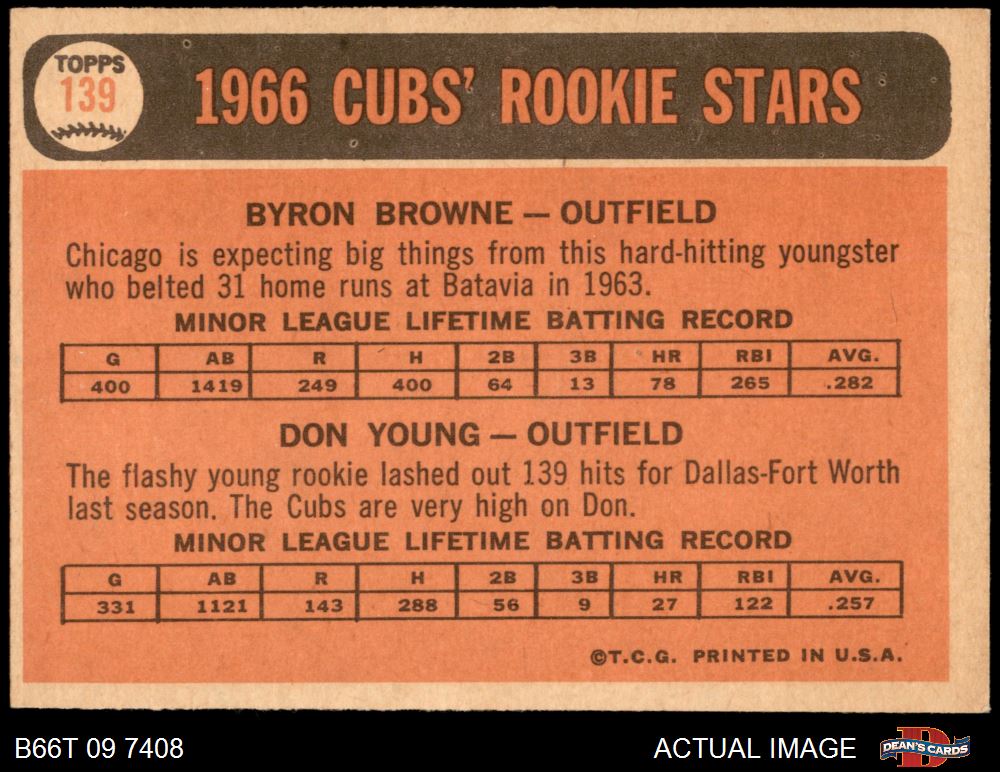 TOPPS
139
1966 CUBS' ROOKIE STARS
BYRON BROWNE — OUTFIELD
Chicago is expecting big things from this hard-hitting youngster
who belted 31 home runs at Batavia in 1963.
MINOR LEAGUE LIFETIME BATTING RECORD
G AB R H 2B 3B HR RBI AVG.
400 1419 249 400 64 13 78 265 .282
DON YOUNG — OUTFIELD
The flashy young rookie lashed out 139 hits for Dallas-Fort Worth
last season. The Cubs are very high on Don.
MINOR LEAGUE LIFETIME BATTING RECORD
G AB R H 2B 3B HR RBI AVG.
331 1121 143 288 56 9 27 122 .257
©T.C.G. PRINTED IN U.S.A.
B66T 09 7408
ACTUAL IMAGE
DEAN'S CARDS